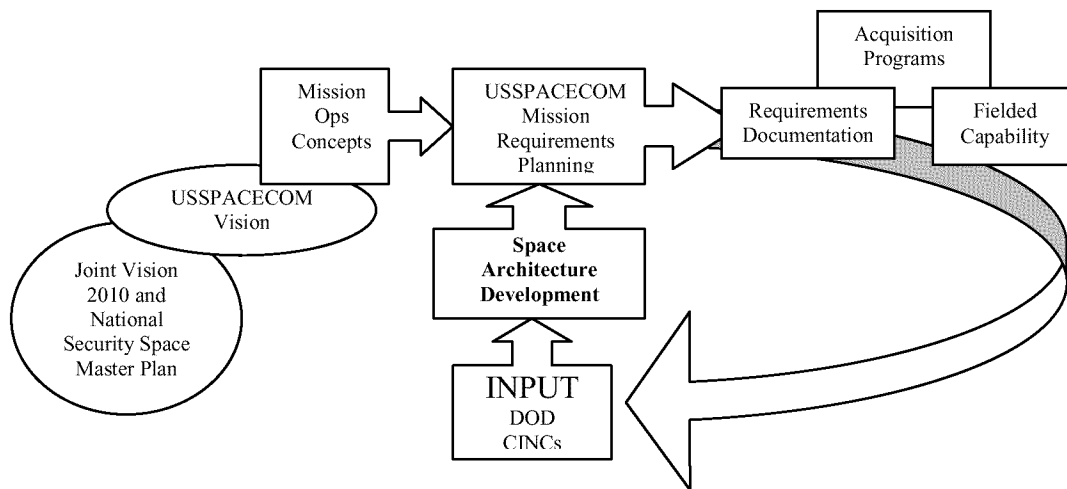 Acquisition
Programs
Mission
Ops
Concepts
USSPACECOM
Mission
Requirements
Planning
Requirements
Documentation
Fielded
Capability
USSPACECOM
Vision
Space
Architecture
Development
Joint Vision
2010 and
National
Security Space
Master Plan
INPUT
DOD
CINCs